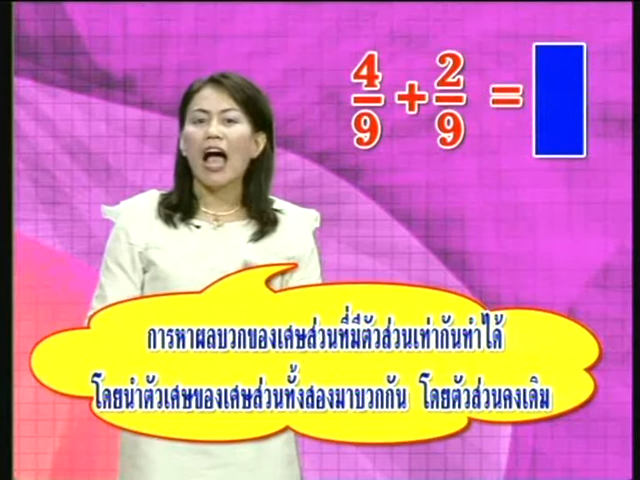 4/9 + 2/9 =
การหาผลบวกของเศษส่วนที่มีตัวส่วนเท่ากันทำได้
โดยนำตัวเศษของเศษส่วนทั้งสองมาบวกกัน โดยตัวส่วนคงเดิม